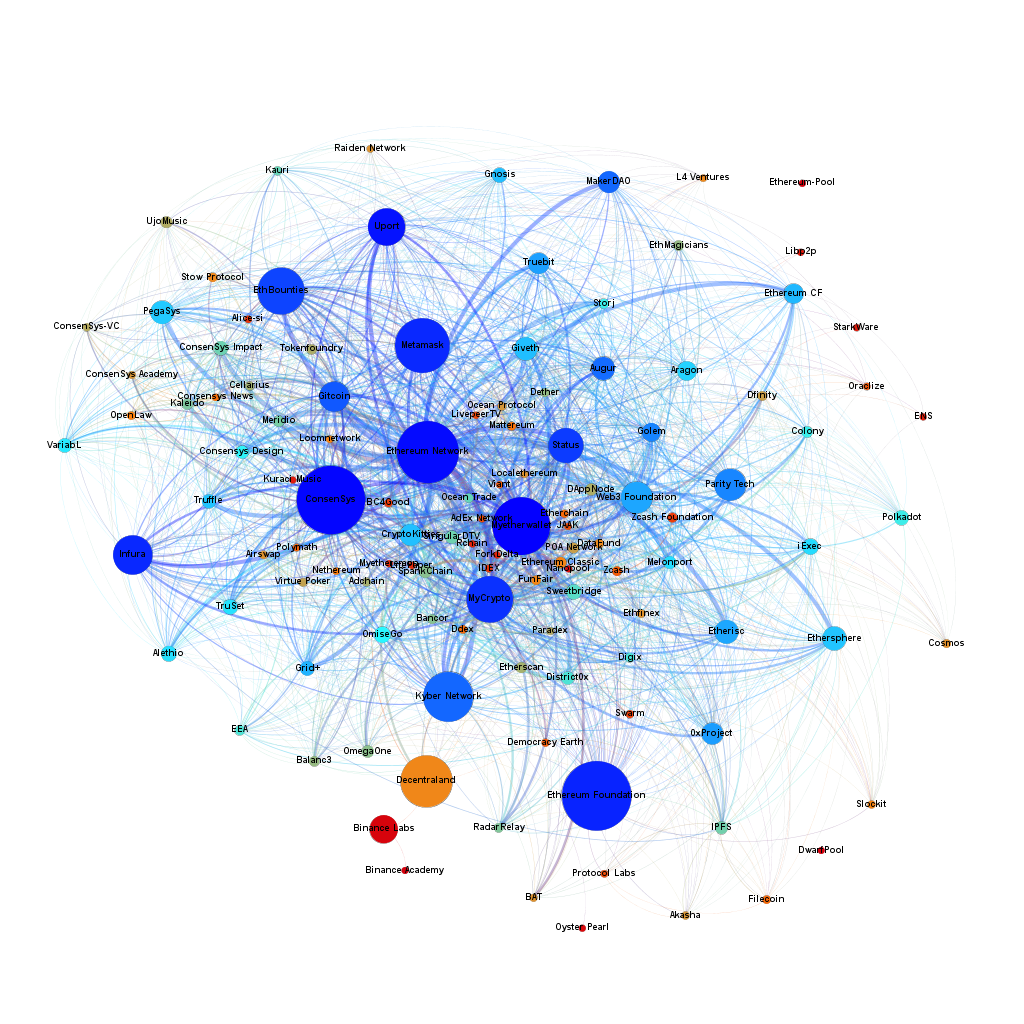 Raiden Network
Kauri
Gnosis
MakerDAO
L4 Ventures
Ethereum-Pool
UjoMusic
Uport
EthMagicians
Libp2p
Truebit
Stow Protocol
EthBounties
Ethereum CF
Storj
PegaSys
Alice-si
ConsenSys-VC
StarkWare
Metamask
ConsenSys Impact
Tokenfoundry
Giveth
Augur
Aragon
ConsenSys Academy
Cellarius
Oraclize
Consensys News
Gitcoin
Dether
Dfinity
Kaleido
Ocean Protocol
OpenLaw
LivepeerTV
ENS
Meridio
Mattereum
Golem
Colony
Loomnetwork
VariabL
Status
Consensys Design
Ethereum Network
Localethereum
Kuraci Music
Viant
Parity Tech
DAppNode
Truffle
ConsenSys
BC4Good
Ocean Trade
Web3 Foundation
Etherchain
AdEx Network
Zcash Foundation
Polkadot
JAAK
CryptoKitties
SingularDTV
Rchain
DataFund
Polymath
POA Network
iExec
Infura
Airswap
ForkDelta
Ethereum Classic
Melonport
Nethereum
SpankChain
IDEX
Nanopool
Zcash
Virtue Poker
Adchain
FunFair
Sweetbridge
MyCrypto
TruSet
Ethfinex
Bancor
OmiseGo
Ddex
Paradex
Etherisc
Ethersphere
Cosmos
Alethio
Digix
Grid+
Etherscan
District0x
Kyber Network
Swarm
EEA
0xProject
Democracy Earth
OmegaOne
Balanc3
Decentraland
Ethereum Foundation
Slockit
Binance Labs
RadarRelay
IPFS
DwarfPool
Binance Academy
Protocol Labs
BAT
Filecoin
Akasha
Oyster Pearl